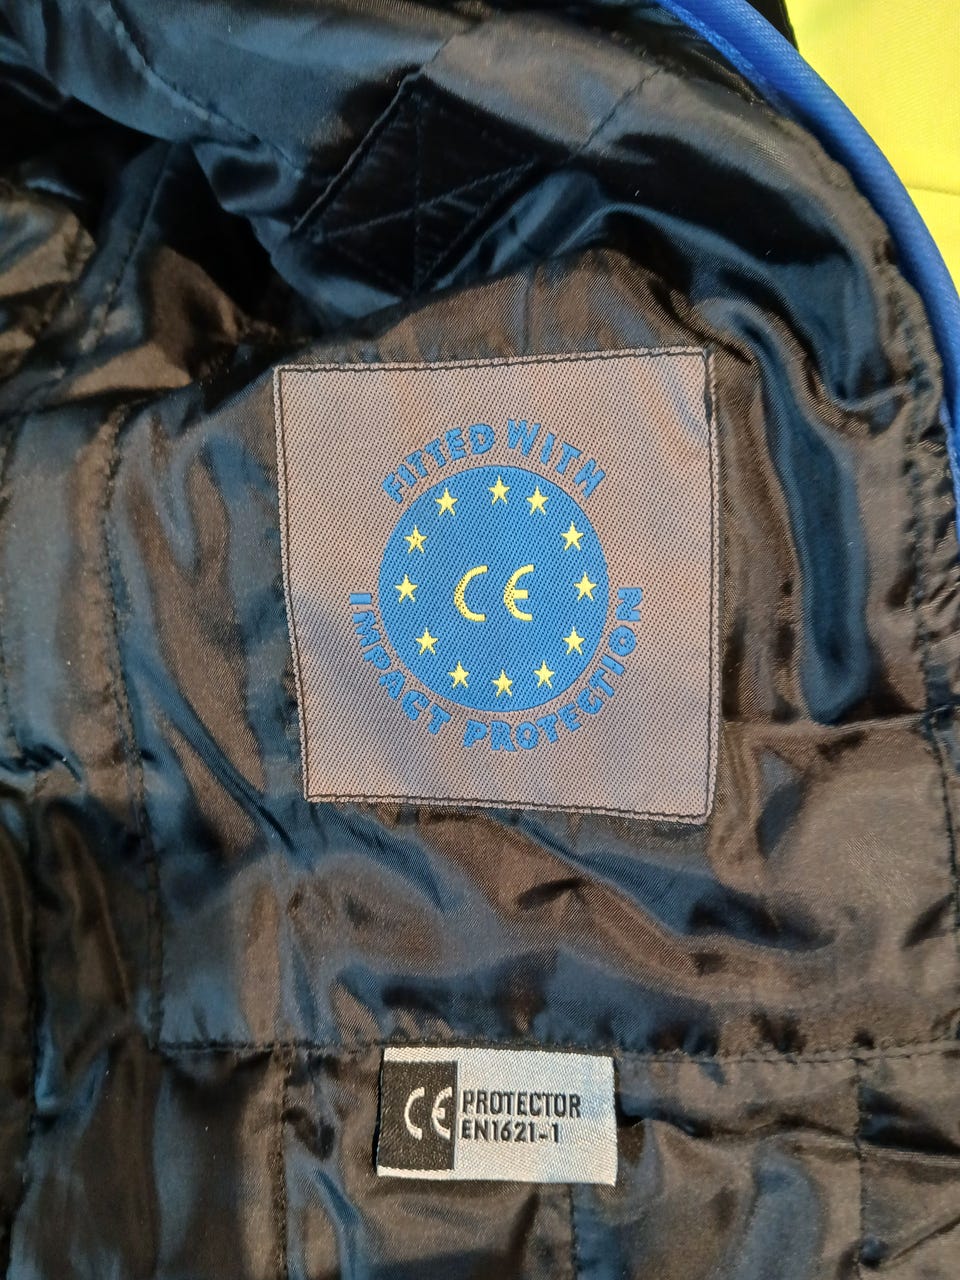 FITTED WITH
CE
IMPACT PROTECTION
CE PROTECTOR
EN1621-1